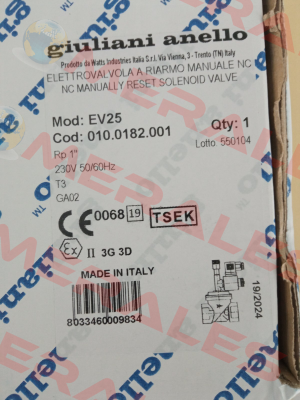 giuliani anello
Prodotto da Watts Industries Italia S.r.l. Via Vienna, 3 - Trento (TN) Italy
ELETTROVALVOLA A RIARMO MANUALE NC
NC MANUALLY RESET SOLENOID VALVE
Mod: EV25
Cod: 010.0182.001
Qty: 1
Lotto: 550104
Rp 1"
230V 50/60Hz
T3
GA02
CE 0068 19 TSEK
Ex II 3G 3D
MADE IN ITALY
8033460009834
19/2024